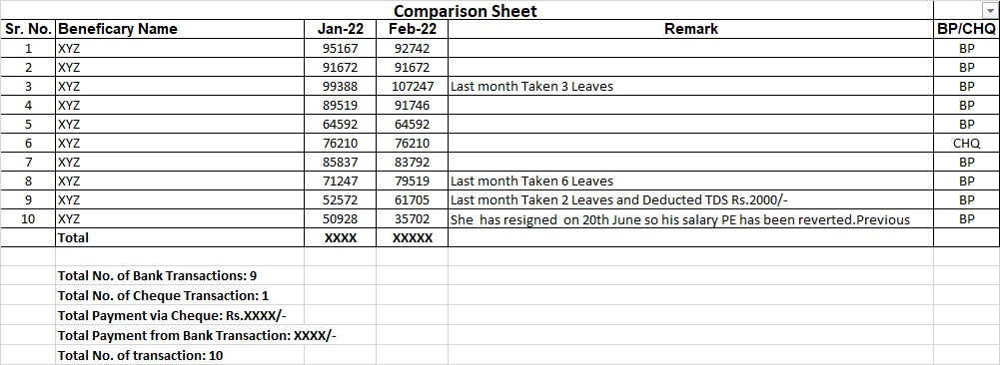 Comparison Sheet
Sr. No. Beneficary Name Jan-22 Feb-22 Remark BP/CHQ
1 XYZ 95167 92742 BP
2 XYZ 91672 91672 BP
3 XYZ 99388 107247 Last month Taken 3 Leaves BP
4 XYZ 89519 91746 BP
5 XYZ 64592 64592 BP
6 XYZ 76210 76210 CHQ
7 XYZ 85837 83792 BP
8 XYZ 71247 79519 Last month Taken 6 Leaves BP
9 XYZ 52572 61705 Last month Taken 2 Leaves and Deducted TDS Rs.2000/- BP
10 XYZ 50928 35702 She has resigned on 20th June so his salary PE has been reverted.Previous BP
Total XXXX XXXXX
Total No. of Bank Transactions: 9
Total No. of Cheque Transaction: 1
Total Payment via Cheque: Rs.XXXX/-
Total Payment from Bank Transaction: XXXX/-
Total No. of transaction: 10